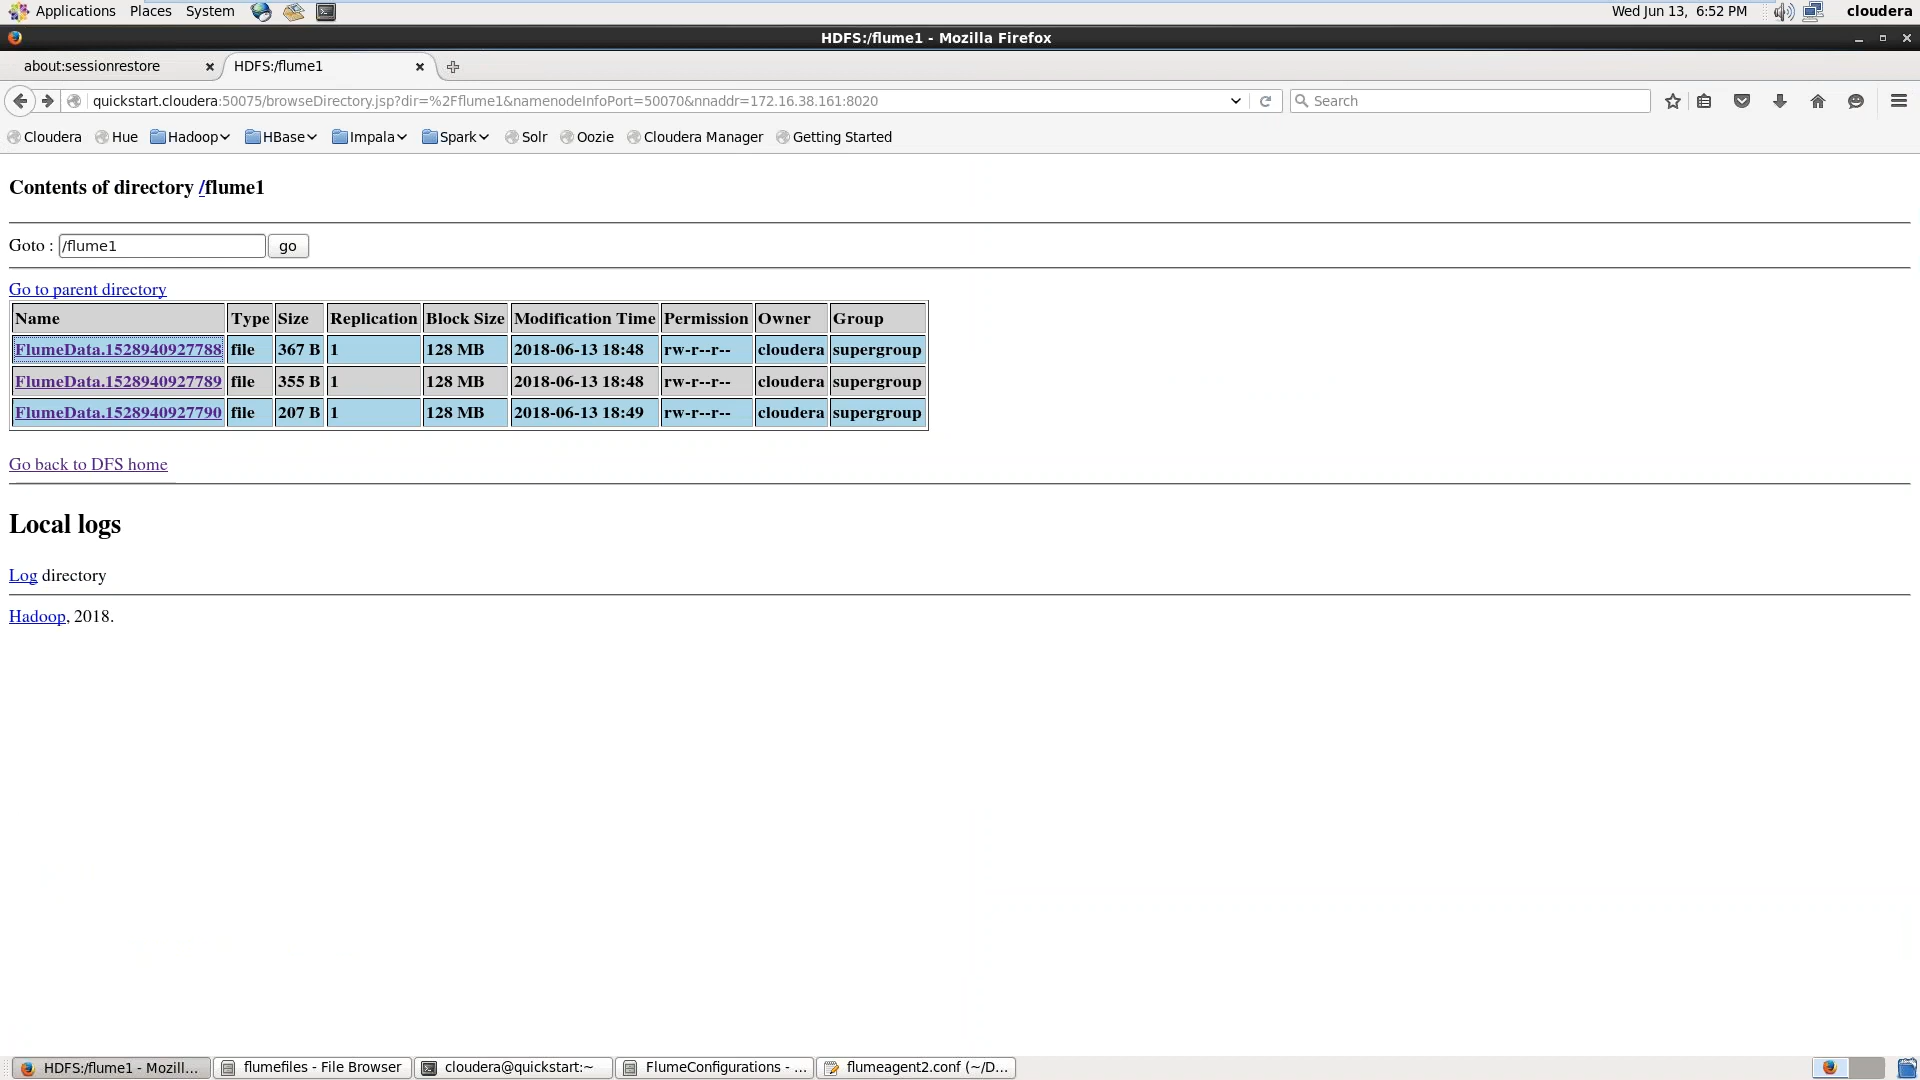 Applications Places System Wed Jun 13, 6:52 PM cloudera
HDFS:/flume1 - Mozilla Firefox
about:sessionrestore HDFS:/flume1
quickstart.cloudera:50075/browseDirectory.jsp?dir=%2Fflume1&namenodeInfoPort=50070&nnaddr=172.16.38.161:8020 Search
Cloudera Hue Hadoop HBase Impala Spark Solr Oozie Cloudera Manager Getting Started
Contents of directory /flume1
Goto : /flume1 go
Go to parent directory
Name Type Size Replication Block Size Modification Time Permission Owner Group
FlumeData.1528940927788 file 367 B 1 128 MB 2018-06-13 18:48 rw-r--r-- cloudera supergroup
FlumeData.1528940927789 file 355 B 1 128 MB 2018-06-13 18:48 rw-r--r-- cloudera supergroup
FlumeData.1528940927790 file 207 B 1 128 MB 2018-06-13 18:49 rw-r--r-- cloudera supergroup
Go back to DFS home
Local logs
Log directory
Hadoop, 2018.
HDFS:/flume1 - Mozill... flumefiles - File Browser cloudera@quickstart:~ FlumeConfigurations - ... flumeagent2.conf (~/D...